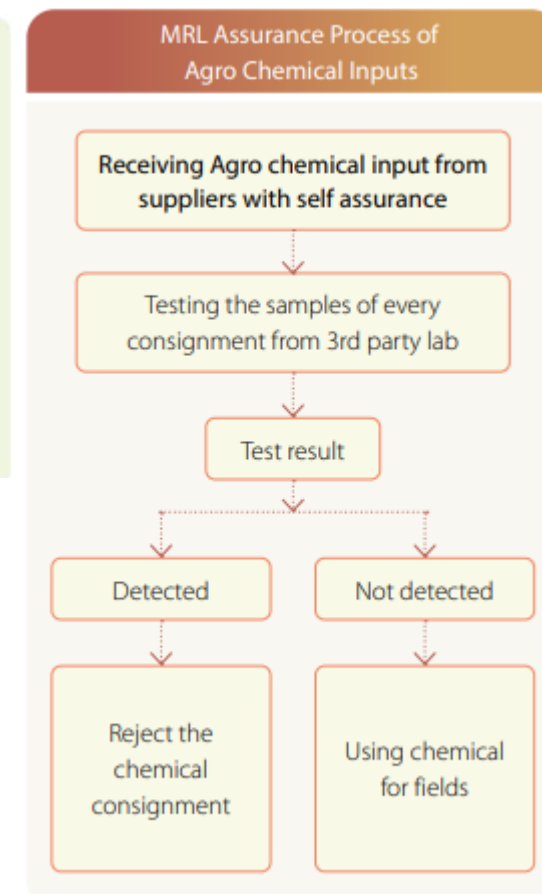 MRL Assurance Process of
Agro Chemical Inputs
Receiving Agro chemical input from
suppliers with self assurance
Testing the samples of every
consignment from 3rd party lab
Test result
Detected
Not detected
Reject the
chemical
consignment
Using chemical
for fields